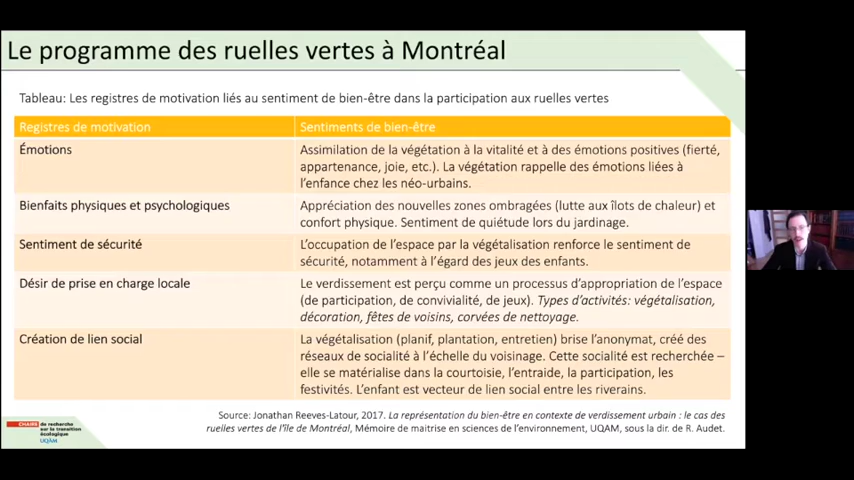 Le programme des ruelles vertes à Montréal
Tableau: Les registres de motivation liés au sentiment de bien-être dans la participation aux ruelles vertes
Registres de motivation
Sentiments de bien-être
Émotions
Assimilation de la végétation à la vitalité et à des émotions positives (fierté,
appartenance, joie, etc.). La végétation rappelle des émotions liées à
l'enfance chez les néo-urbains.
Bienfaits physiques et psychologiques
Appréciation des nouvelles zones ombragées (lutte aux îlots de chaleur) et
confort physique. Sentiment de quiétude lors du jardinage.
Sentiment de sécurité
L'occupation de l'espace par la végétalisation renforce le sentiment de
sécurité, notamment à l'égard des jeux des enfants.
Désir de prise en charge locale
Le verdissement est perçu comme un processus d'appropriation de l'espace
(de participation, de convivialité, de jeux). Types d'activités: végétalisation,
décoration, fêtes de voisins, corvées de nettoyage.
Création de lien social
La végétalisation (planif, plantation, entretien) brise l'anonymat, créé des
réseaux de socialité à l'échelle du voisinage. Cette socialité est recherchée –
elle se matérialise dans la courtoisie, l'entraide, la participation, les
festivités. L'enfant est vecteur de lien social entre les riverains.
Source: Jonathan Reeves-Latour, 2017. La représentation du bien-être en contexte de verdissement urbain : le cas des
ruelles vertes de l'île de Montréal, Mémoire de maitrise en sciences de l'environnement, UQAM, sous la dir. de R. Audet.
CHAIRE de recherche
sur la transition
écologique
UQÀM